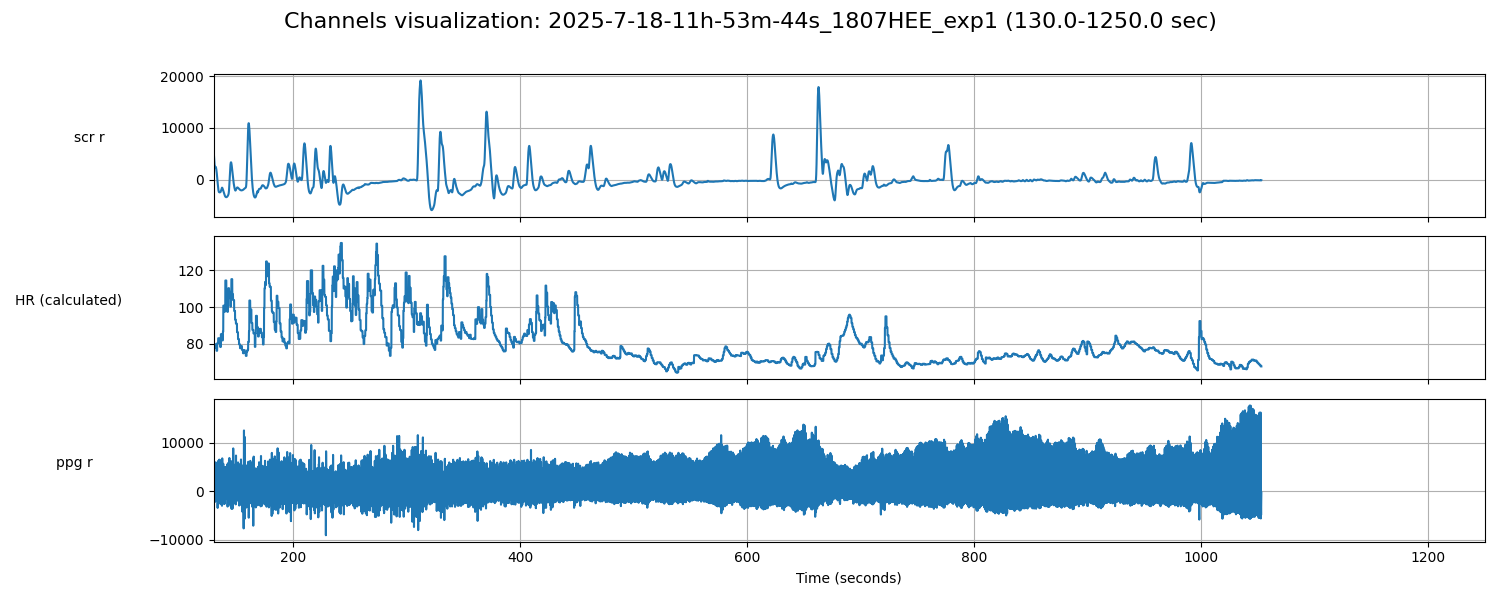 Channels visualization: 2025-7-18-11h-53m-44s_1807HEE_exp1 (130.0-1250.0 sec)
20000
10000
0
scr r
120
100
80
HR (calculated)
10000
0
−10000
ppg r
200 400 600 800 1000 1200
Time (seconds)